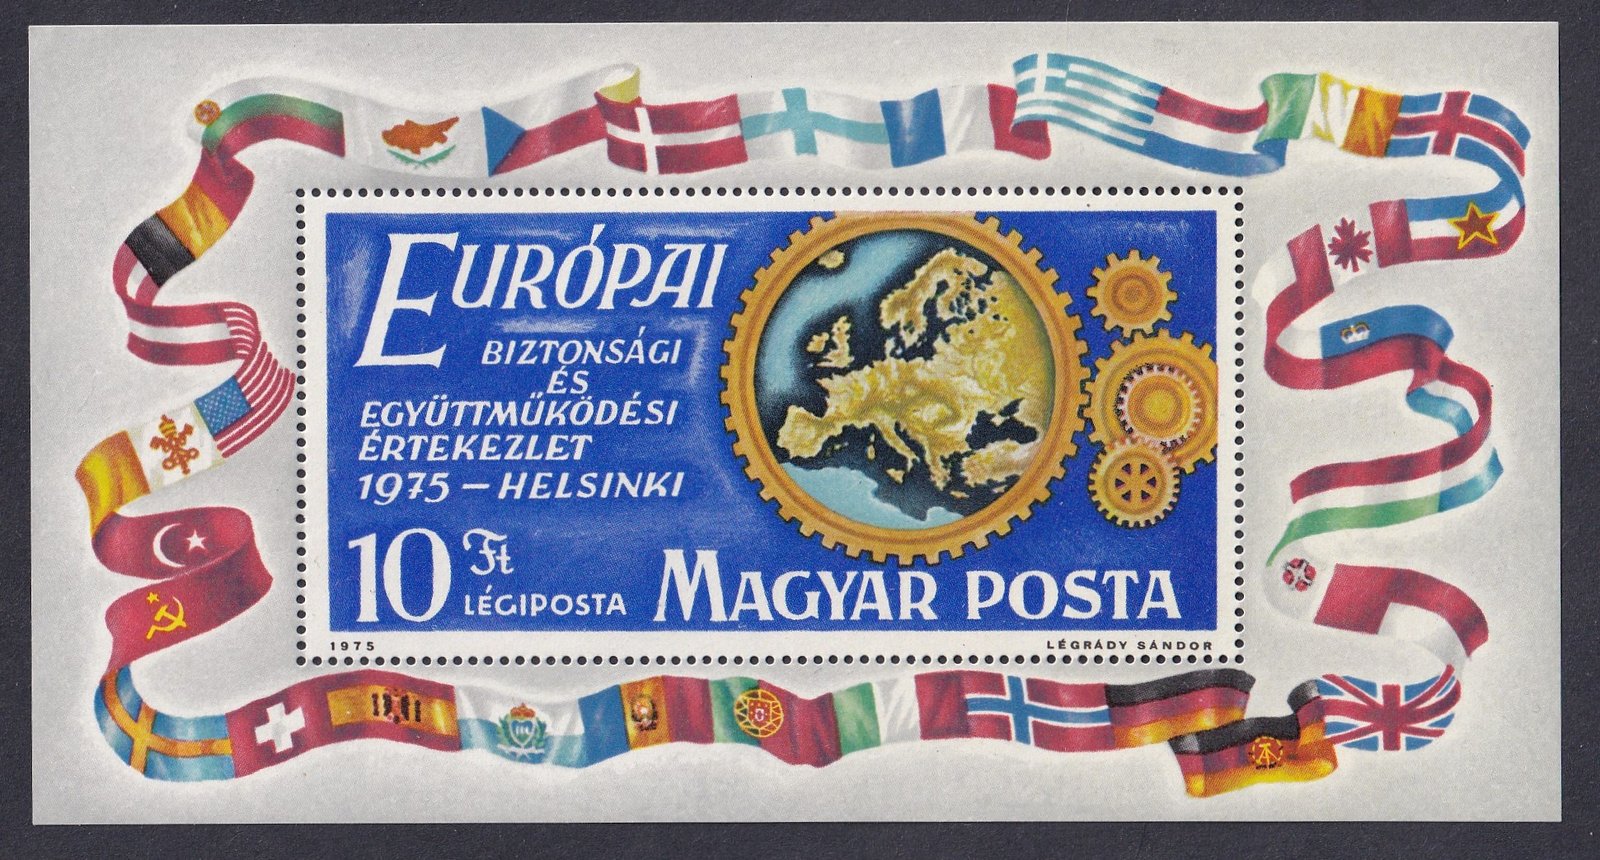 EURÓPAI
BIZTONSÁGI
ÉS
EGYÜTTMŰKÖDÉSI
ÉRTEKEZLET
1975 – HELSINKI
10 Ft
LÉGIPOSTA
MAGYAR POSTA
1975
LÉGRÁDY SÁNDOR